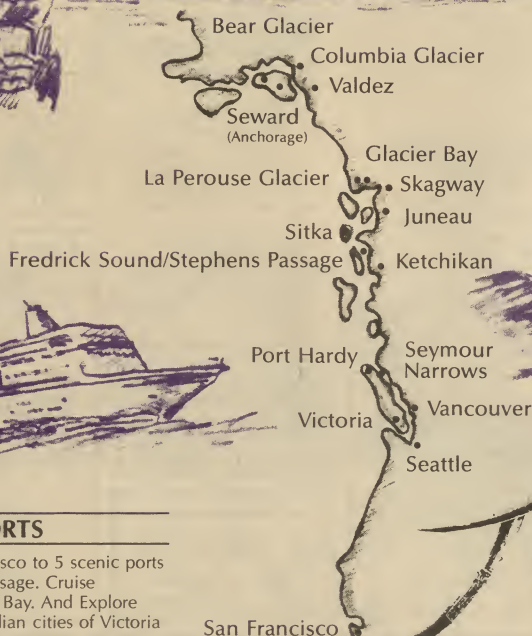 Bear Glacier
Columbia Glacier
Valdez
Seward
(Anchorage)
Glacier Bay
La Perouse Glacier
Skagway
Juneau
Sitka
Fredrick Sound/Stephens Passage
Ketchikan
Port Hardy
Seymour
Narrows
Vancouver
Victoria
Seattle
San Francisco
RTS
sco to 5 scenic ports
sage. Cruise
Bay. And Explore
dian cities of Victoria